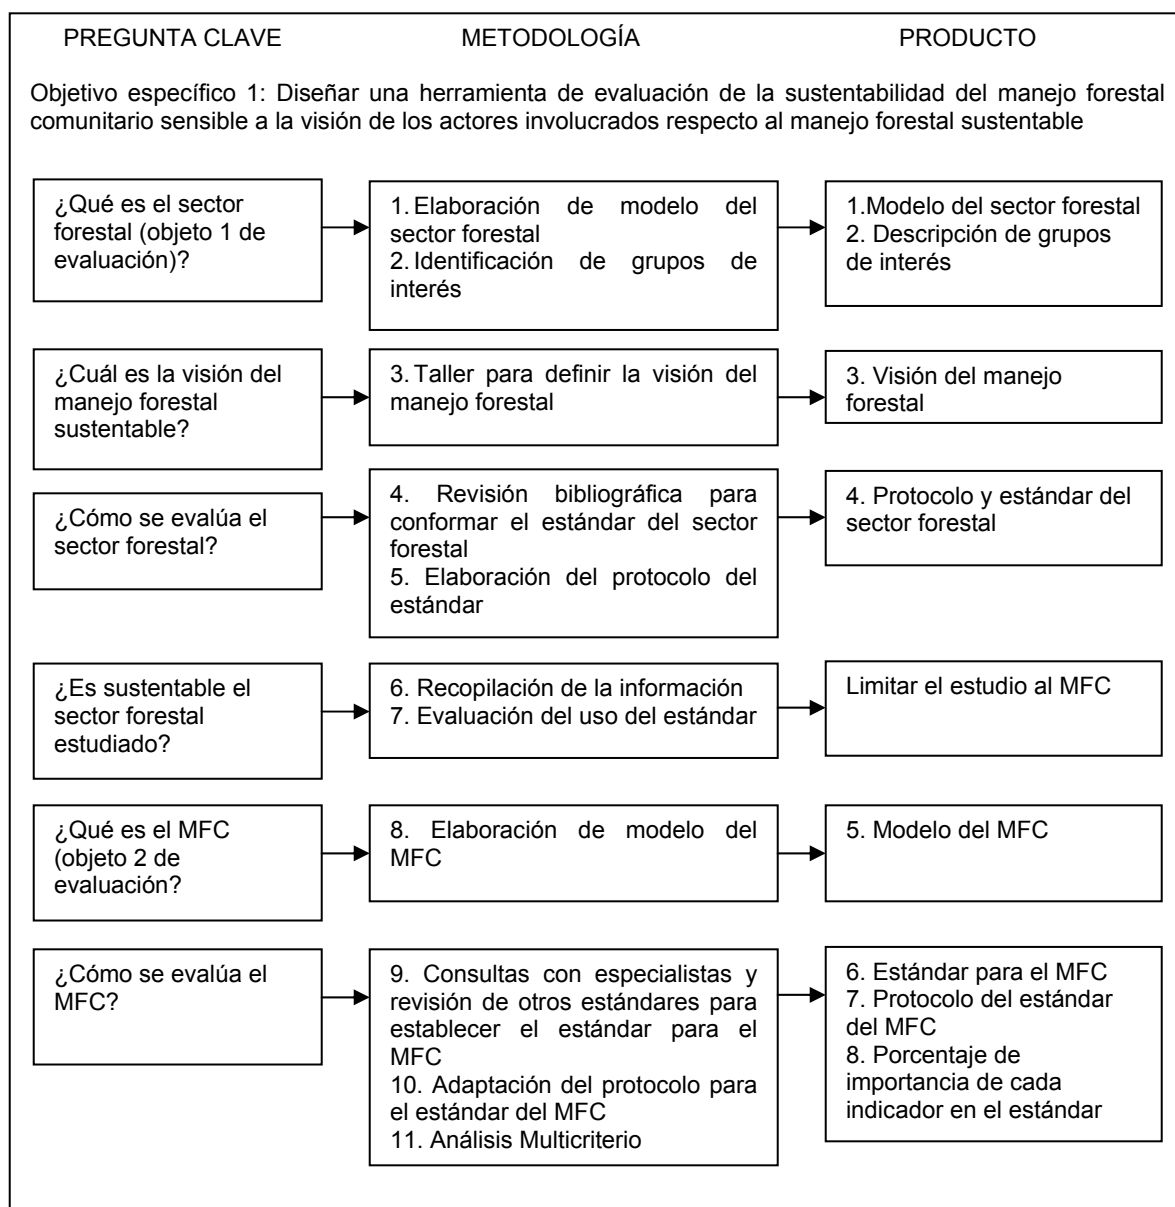 PREGUNTA CLAVE METODOLOGÍA PRODUCTO
Objetivo específico 1: Diseñar una herramienta de evaluación de la sustentabilidad del manejo forestal
comunitario sensible a la visión de los actores involucrados respecto al manejo forestal sustentable
¿Qué es el sector
forestal (objeto 1 de
evaluación)?
1. Elaboración de modelo del
sector forestal
2. Identificación de grupos de
interés
1.Modelo del sector forestal
2. Descripción de grupos
de interés
¿Cuál es la visión del
manejo forestal
sustentable?
3. Taller para definir la visión del
manejo forestal
3. Visión del manejo
forestal
¿Cómo se evalúa el
sector forestal?
4. Revisión bibliográfica para
conformar el estándar del sector
forestal
5. Elaboración del protocolo del
estándar
4. Protocolo y estándar del
sector forestal
¿Es sustentable el
sector forestal
estudiado?
6. Recopilación de la información
7. Evaluación del uso del estándar
Limitar el estudio al MFC
¿Qué es el MFC
(objeto 2 de
evaluación?
8. Elaboración de modelo del
MFC
5. Modelo del MFC
¿Cómo se evalúa el
MFC?
9. Consultas con especialistas y
revisión de otros estándares para
establecer el estándar para el
MFC
10. Adaptación del protocolo para
el estándar del MFC
11. Análisis Multicriterio
6. Estándar para el MFC
7. Protocolo del estándar
del MFC
8. Porcentaje de
importancia de cada
indicador en el estándar